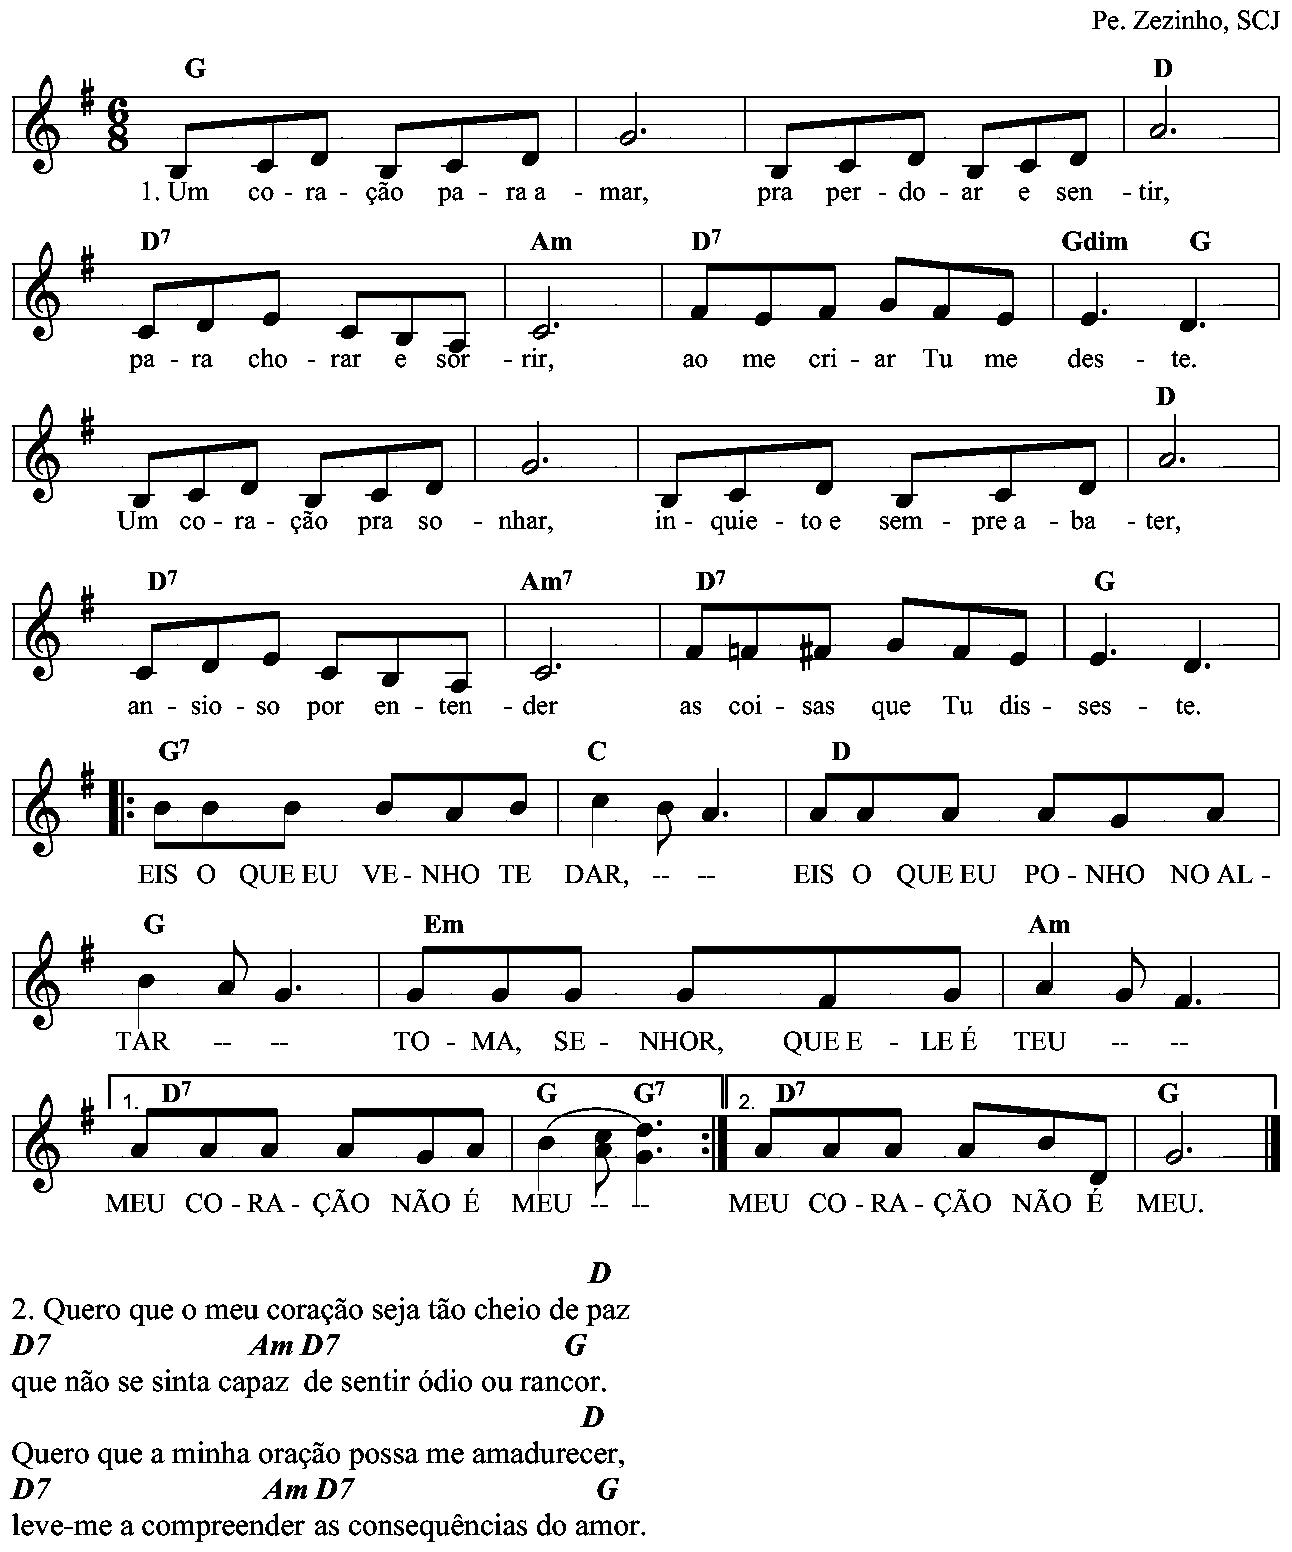 Pe. Zezinho, SCJ
G D
6
8
1. Um co - ra - ção pa - ra a - mar, pra per - do - ar e sen - tir,
D7 Am D7 Gdim G
pa - ra cho - rar e sor - rir, ao me cri - ar Tu me des - te.
D
Um co - ra - ção pra so - nhar, in - quie - to e sem - pre a - ba - ter,
D7 Am7 D7 G
an - sio - so por en - ten - der as coi - sas que Tu dis - ses - te.
G7 C D
EIS O QUE EU VE - NHO TE DAR, -- -- EIS O QUE EU PO - NHO NO AL -
G Em Am
TAR -- -- TO - MA, SE - NHOR, QUE E - LE É TEU -- --
1. D7 G G7 2. D7 G
MEU CO - RA - ÇÃO NÃO É MEU -- -- MEU CO - RA - ÇÃO NÃO É MEU.
D
2. Quero que o meu coração seja tão cheio de paz
D7 Am D7 G
que não se sinta capaz de sentir ódio ou rancor.
D
Quero que a minha oração possa me amadurecer,
D7 Am D7 G
leve-me a compreender as consequências do amor.